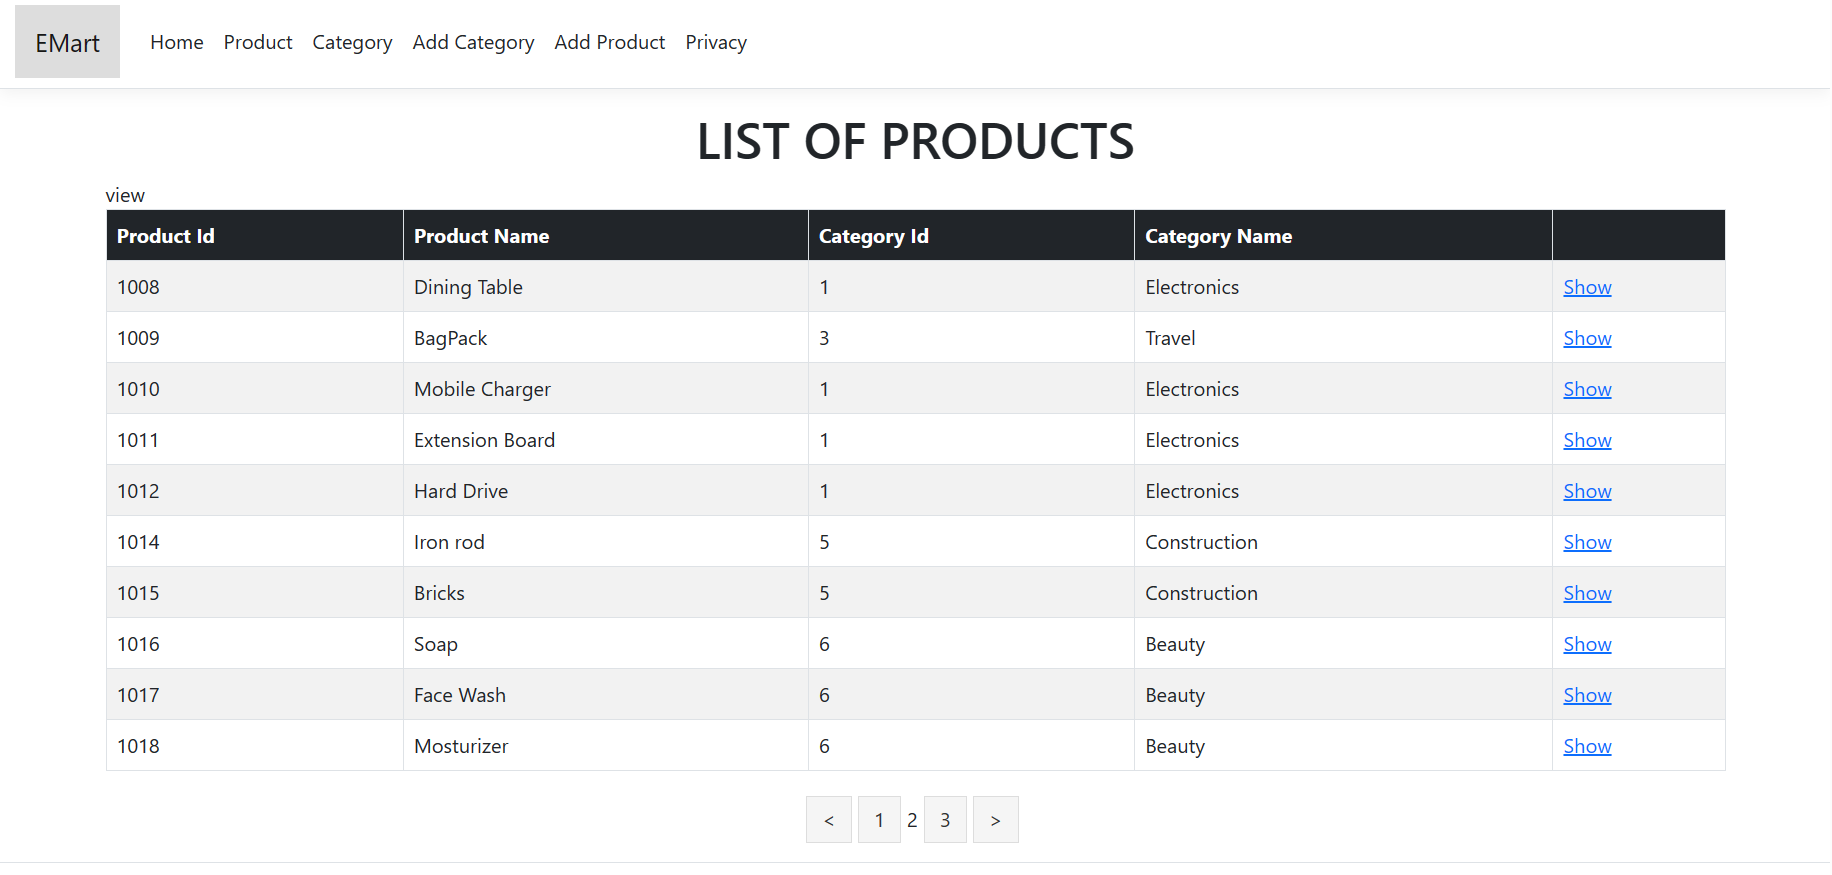 EMart Home Product Category Add Category Add Product Privacy
LIST OF PRODUCTS
view
Product Id Product Name Category Id Category Name
1008 Dining Table 1 Electronics Show
1009 BagPack 3 Travel Show
1010 Mobile Charger 1 Electronics Show
1011 Extension Board 1 Electronics Show
1012 Hard Drive 1 Electronics Show
1014 Iron rod 5 Construction Show
1015 Bricks 5 Construction Show
1016 Soap 6 Beauty Show
1017 Face Wash 6 Beauty Show
1018 Mosturizer 6 Beauty Show
< 1 2 3 >